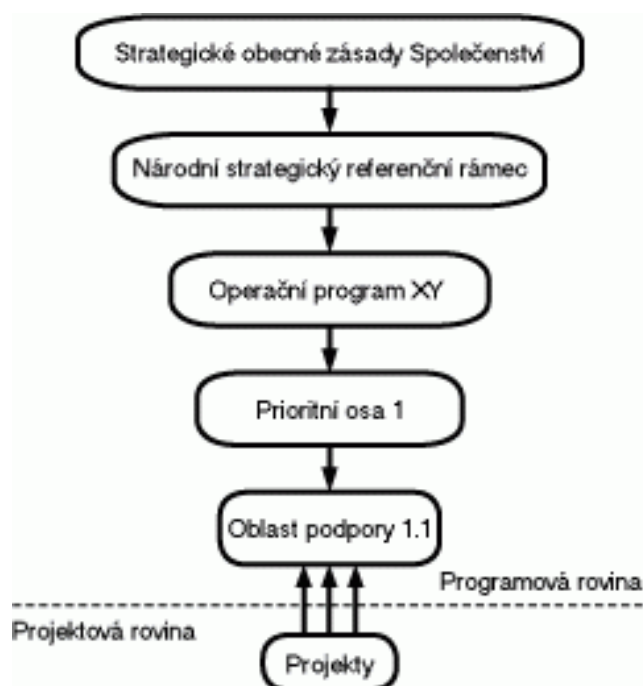 Strategické obecné zásady Společenství
Národní strategický referenční rámec
Operační program XY
Prioritní osa 1
Oblast podpory 1.1
Programová rovina
Projektová rovina
Projekty